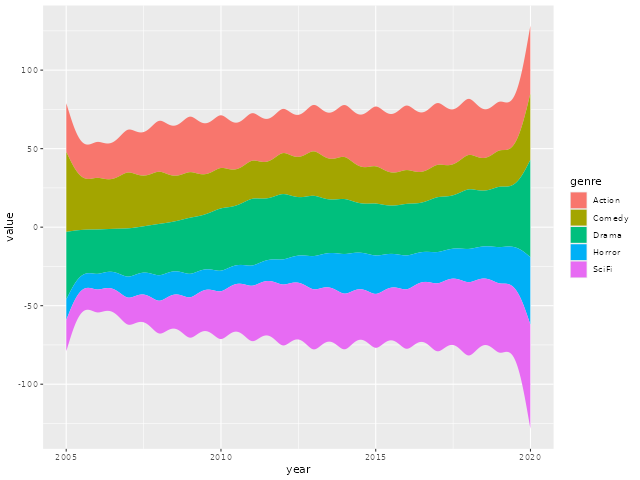 100
50
0
-50
-100
value
2005
2010
2015
2020
year
genre
Action
Comedy
Drama
Horror
SciFi